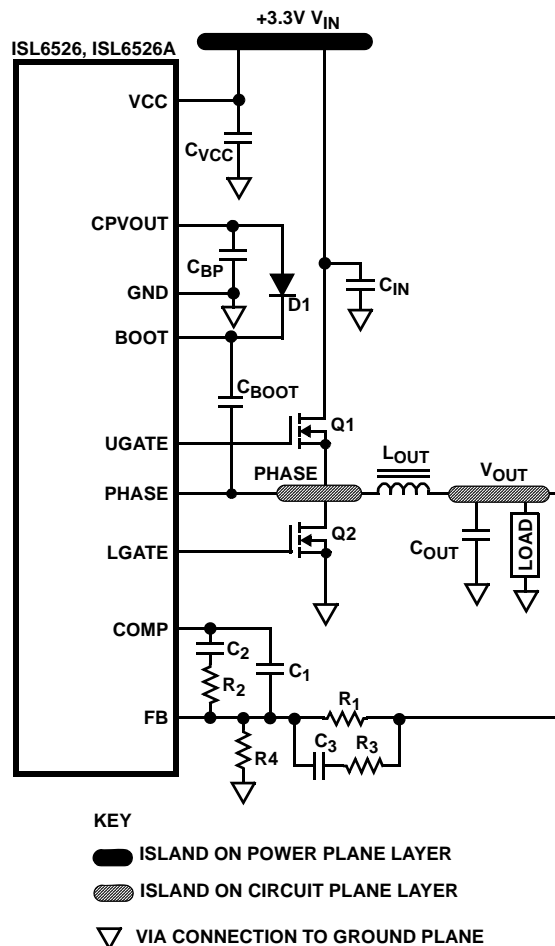 +3.3V VIN
ISL6526, ISL6526A
VCC
CVCC
CPVOUT
CBP
D1
CIN
GND
BOOT
CBOOT
Q1
UGATE
PHASE
LOUT
VOUT
PHASE
Q2
COUT
LOAD
LGATE
COMP
C2
C1
R2
R1
FB
C3
R3
R4
KEY
ISLAND ON POWER PLANE LAYER
ISLAND ON CIRCUIT PLANE LAYER
VIA CONNECTION TO GROUND PLANE